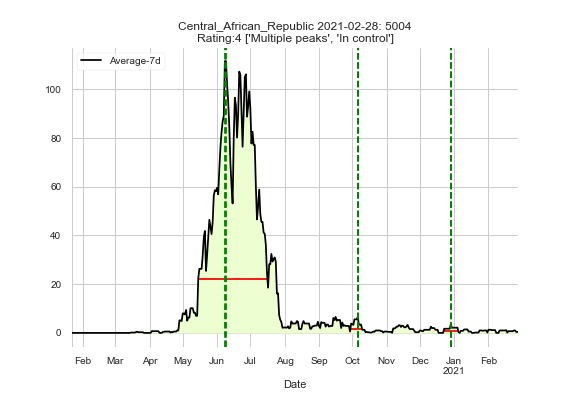 Central_African_Republic 2021-02-28: 5004
Rating:4 ['Multiple peaks', 'In control']
Average-7d
100
80
60
40
20
0
Feb Mar Apr May Jun Jul Aug Sep Oct Nov Dec Jan Feb
2021
Date